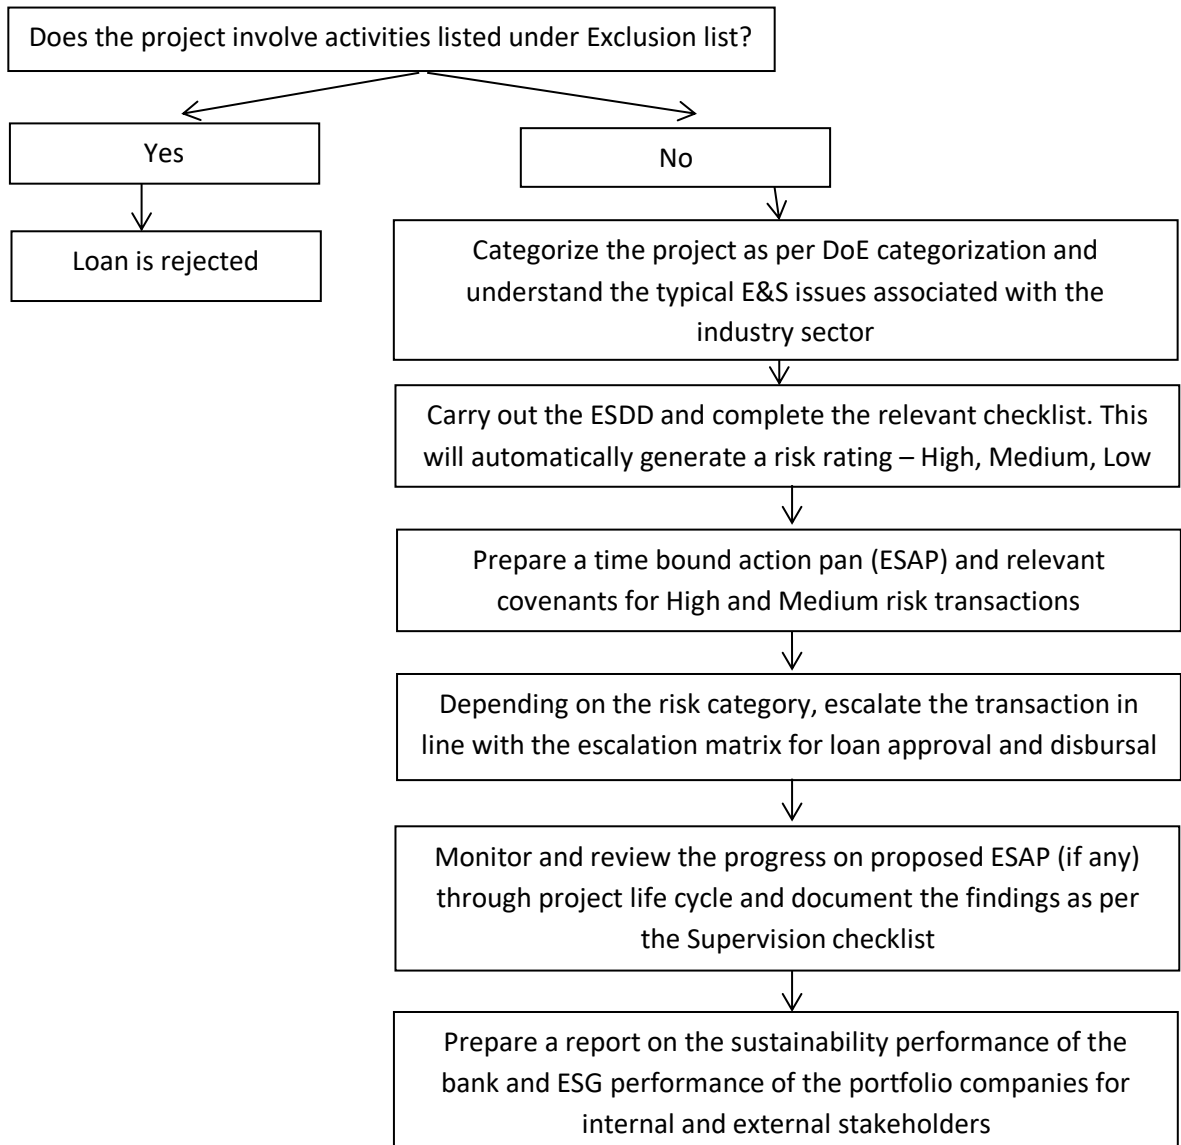 Does the project involve activities listed under Exclusion list?
Yes
No
Loan is rejected
Categorize the project as per DoE categorization and
understand the typical E&S issues associated with the
industry sector
Carry out the ESDD and complete the relevant checklist. This
will automatically generate a risk rating – High, Medium, Low
Prepare a time bound action pan (ESAP) and relevant
covenants for High and Medium risk transactions
Depending on the risk category, escalate the transaction in
line with the escalation matrix for loan approval and disbursal
Monitor and review the progress on proposed ESAP (if any)
through project life cycle and document the findings as per
the Supervision checklist
Prepare a report on the sustainability performance of the
bank and ESG performance of the portfolio companies for
internal and external stakeholders